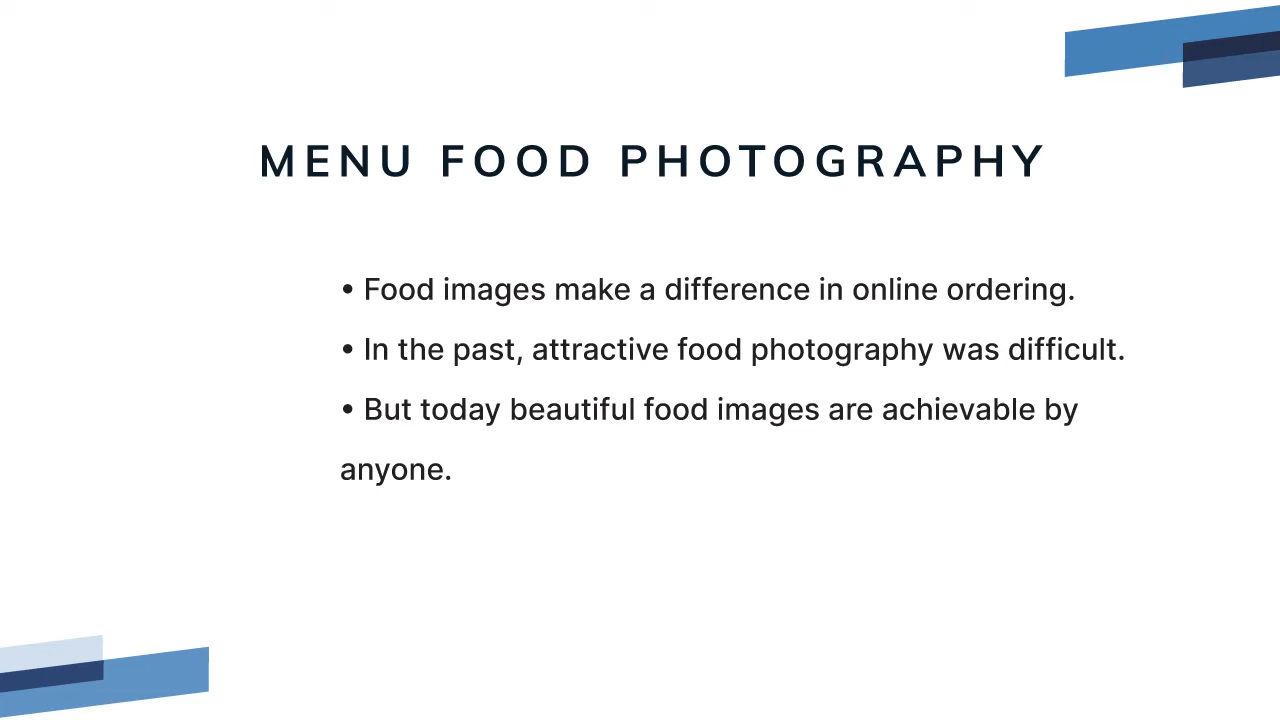 MENU FOOD PHOTOGRAPHY
• Food images make a difference in online ordering.
• In the past, attractive food photography was difficult.
• But today beautiful food images are achievable by
anyone.